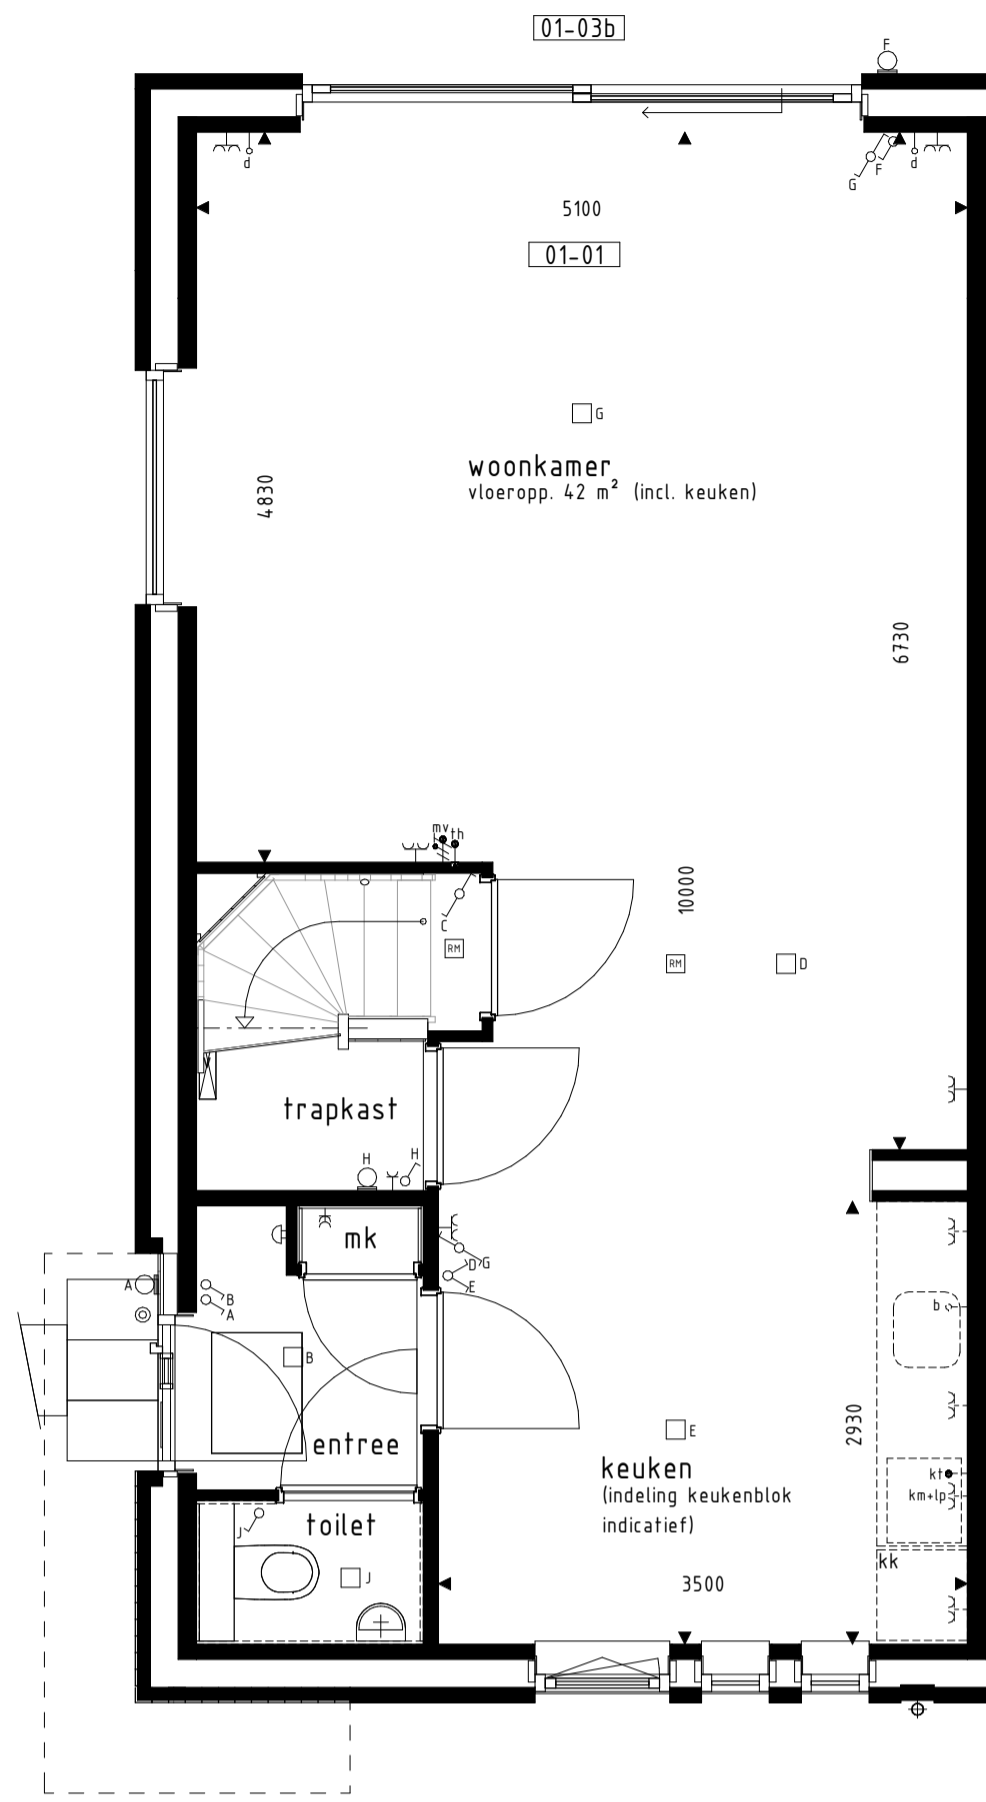 01-03b
F
d
G
F
d
5100
01-01
G
woonkamer
vloeropp. 42 m² (incl. keuken)
4830
6730
mv
th
10000
C
RM
RM
D
trapkast
H
H
mk
D
G
E
A
B
A
b
B
entree
2930
E
keuken
(indeling keukenblok
indicatief)
kt
km+lp
J
toilet
kk
J
3500